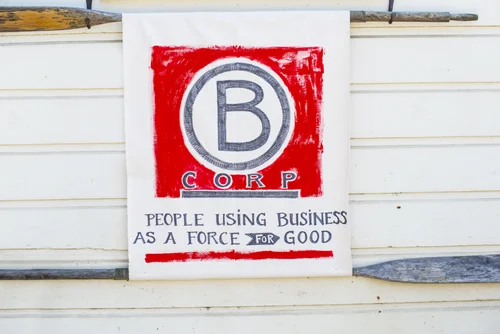 B
CORP
PEOPLE USING BUSINESS
AS A FORCE FOR GOOD